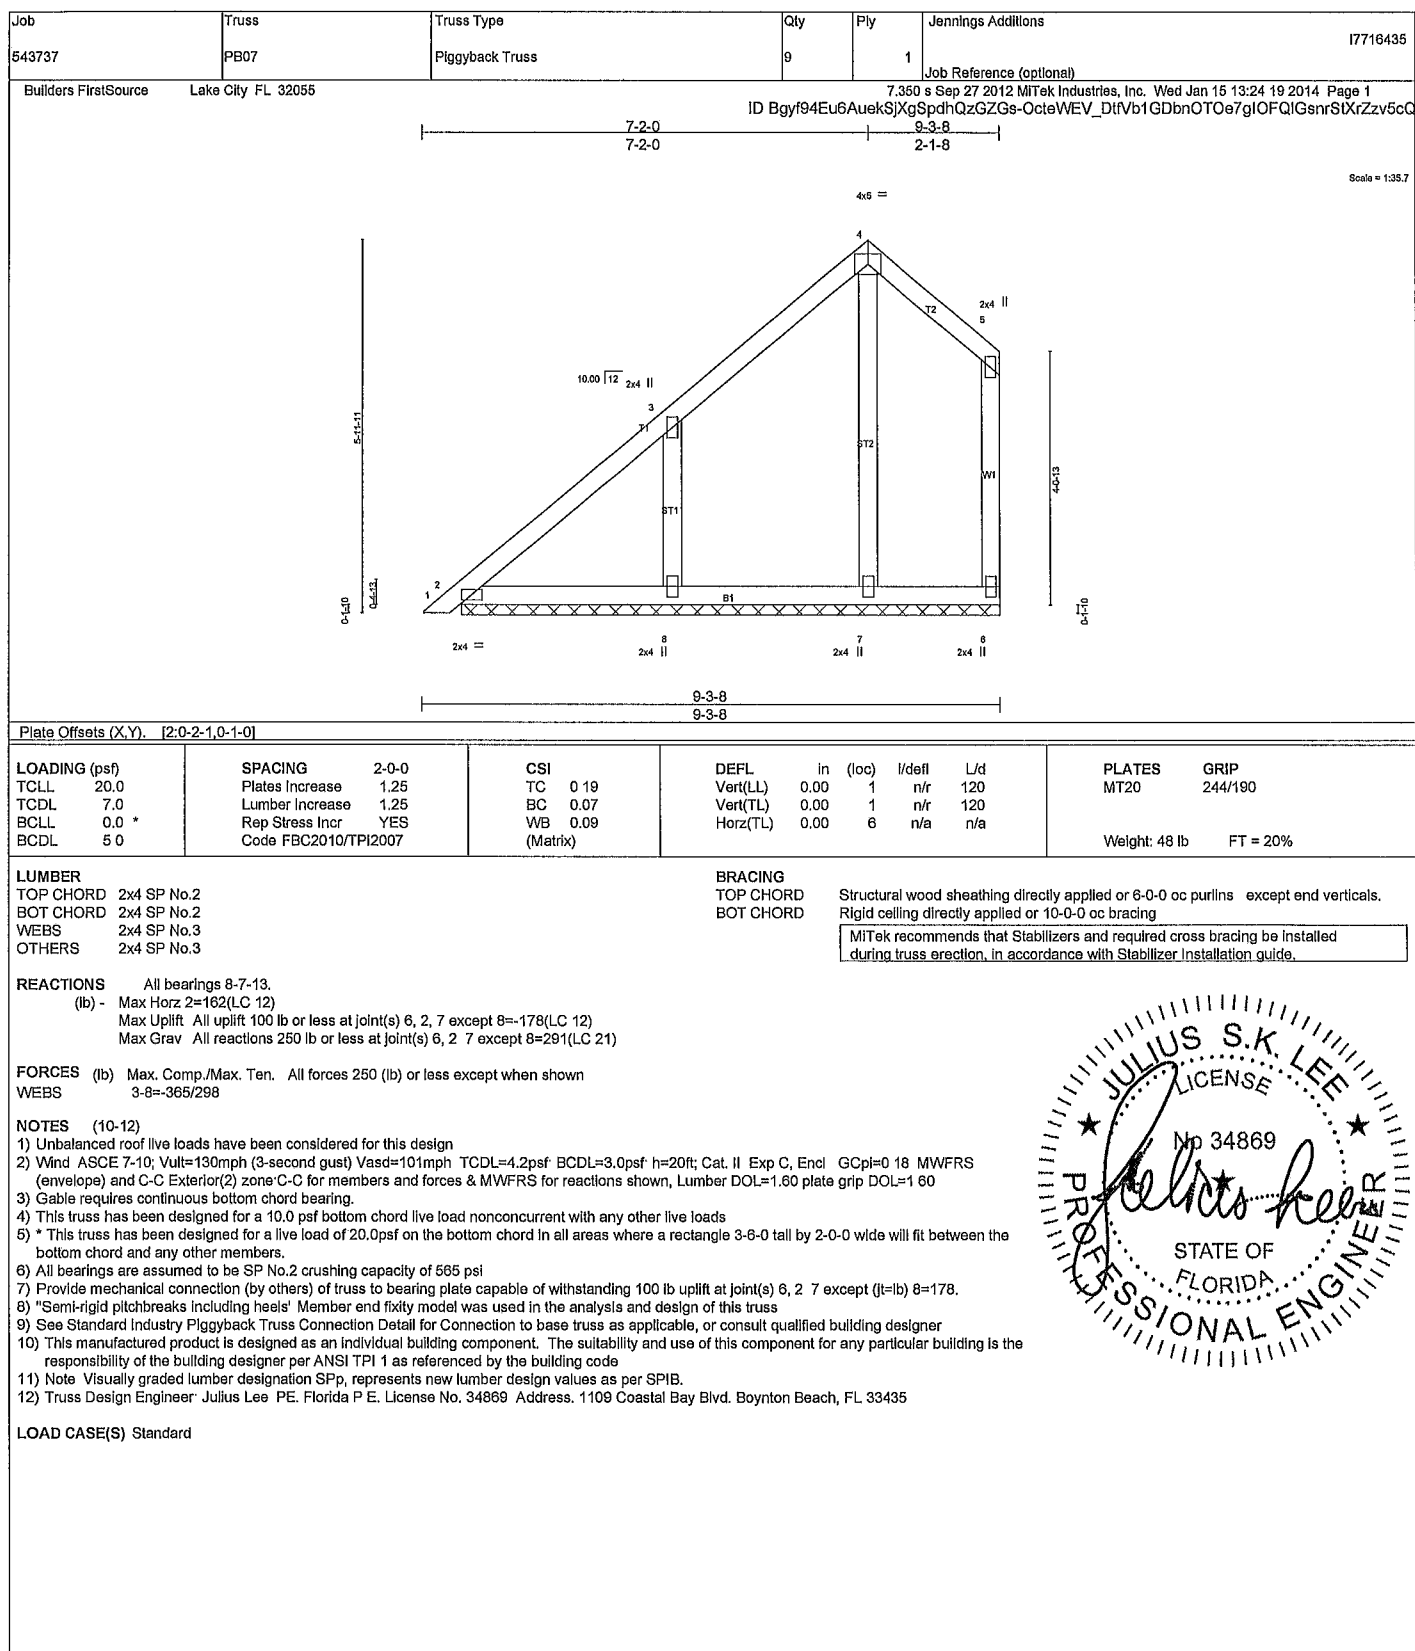 Job Truss Truss Type Qty Ply Jennings Additions
I7716435
543737 PB07 Piggyback Truss 9 1
Job Reference (optional)
Builders FirstSource Lake City FL 32055 7.350 s Sep 27 2012 MiTek Industries, Inc. Wed Jan 15 13:24 19 2014 Page 1
ID Bgyf94Eu6AuekSjXgSpdhQzGZGs-OcteWEV_DtfVb1GDbnOTOe7gIOFQIGsnrStXrZzv5cQ
7-2-0 9-3-8
7-2-0 2-1-8
Scale = 1:35.7
4x6 =
4
2x4 II
5
T2
10.00 12 2x4 II
3
T1
5-11-11
ST2
W1
4-0-13
ST1
2
1
B1
0-1-10
0-4-13
0-1-10
2x4 =
8 7 6
2x4 II 2x4 II 2x4 II
9-3-8
9-3-8
Plate Offsets (X,Y). [2:0-2-1,0-1-0]
LOADING (psf) SPACING 2-0-0 CSI DEFL in (loc) l/defl L/d PLATES GRIP
TCLL 20.0 Plates Increase 1.25 TC 0 19 Vert(LL) 0.00 1 n/r 120 MT20 244/190
TCDL 7.0 Lumber Increase 1.25 BC 0.07 Vert(TL) 0.00 1 n/r 120
BCLL 0.0 * Rep Stress Incr YES WB 0.09 Horz(TL) 0.00 6 n/a n/a
BCDL 5 0 Code FBC2010/TPI2007 (Matrix) Weight: 48 lb FT = 20%
LUMBER
TOP CHORD 2x4 SP No.2
BOT CHORD 2x4 SP No.2
WEBS 2x4 SP No.3
OTHERS 2x4 SP No.3
BRACING
TOP CHORD Structural wood sheathing directly applied or 6-0-0 oc purlins except end verticals.
BOT CHORD Rigid ceiling directly applied or 10-0-0 oc bracing
MiTek recommends that Stabilizers and required cross bracing be installed
during truss erection, in accordance with Stabilizer Installation guide.
REACTIONS All bearings 8-7-13.
(lb) - Max Horz 2=162(LC 12)
Max Uplift All uplift 100 lb or less at joint(s) 6, 2, 7 except 8=-178(LC 12)
Max Grav All reactions 250 lb or less at joint(s) 6, 2 7 except 8=291(LC 21)
FORCES (lb) Max. Comp./Max. Ten. All forces 250 (lb) or less except when shown
WEBS 3-8=-365/298
NOTES (10-12)
1) Unbalanced roof live loads have been considered for this design
2) Wind ASCE 7-10; Vult=130mph (3-second gust) Vasd=101mph TCDL=4.2psf BCDL=3.0psf h=20ft; Cat. II Exp C, Encl GCpi=0 18 MWFRS
(envelope) and C-C Exterior(2) zone C-C for members and forces & MWFRS for reactions shown, Lumber DOL=1.60 plate grip DOL=1 60
3) Gable requires continuous bottom chord bearing.
4) This truss has been designed for a 10.0 psf bottom chord live load nonconcurrent with any other live loads
5) * This truss has been designed for a live load of 20.0psf on the bottom chord in all areas where a rectangle 3-6-0 tall by 2-0-0 wide will fit between the
bottom chord and any other members.
6) All bearings are assumed to be SP No.2 crushing capacity of 565 psi
7) Provide mechanical connection (by others) of truss to bearing plate capable of withstanding 100 lb uplift at joint(s) 6, 2 7 except (jt=lb) 8=178.
8) "Semi-rigid pitchbreaks including heels' Member end fixity model was used in the analysis and design of this truss
9) See Standard Industry Piggyback Truss Connection Detail for Connection to base truss as applicable, or consult qualified building designer
10) This manufactured product is designed as an individual building component. The suitability and use of this component for any particular building is the
responsibility of the building designer per ANSI TPI 1 as referenced by the building code
11) Note Visually graded lumber designation SPp, represents new lumber design values as per SPIB.
12) Truss Design Engineer Julius Lee PE. Florida P E. License No. 34869 Address. 1109 Coastal Bay Blvd. Boynton Beach, FL 33435
LOAD CASE(S) Standard
JULIUS S.K. LEE
LICENSE
No 34869
Julius Lee
STATE OF
FLORIDA
PROFESSIONAL ENGINEER